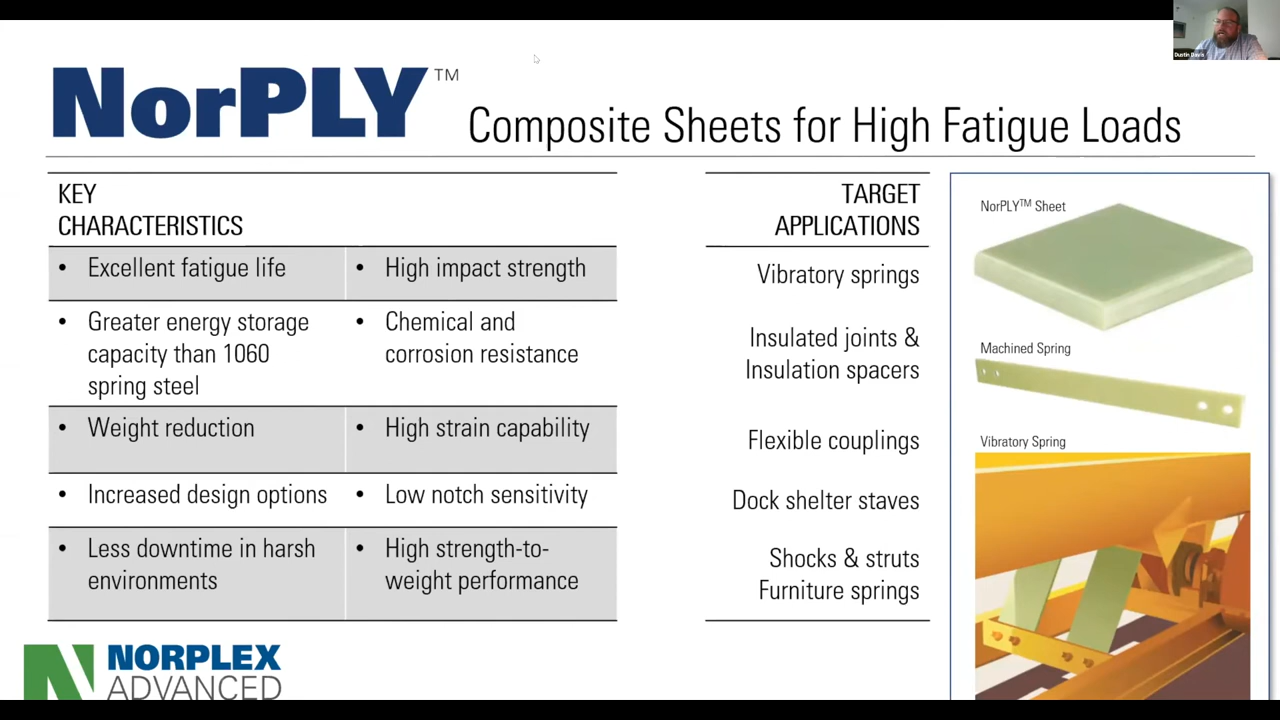 Dustin Davis
NorPLY™ Composite Sheets for High Fatigue Loads
KEY
CHARACTERISTICS
• Excellent fatigue life
• High impact strength
• Greater energy storage
capacity than 1060
spring steel
• Chemical and
corrosion resistance
• Weight reduction
• High strain capability
• Increased design options
• Low notch sensitivity
• Less downtime in harsh
environments
• High strength-to-
weight performance
TARGET
APPLICATIONS
Vibratory springs
Insulated joints &
Insulation spacers
Flexible couplings
Dock shelter staves
Shocks & struts
Furniture springs
NorPLY™ Sheet
Machined Spring
Vibratory Spring
N NORPLEX
ADVANCED